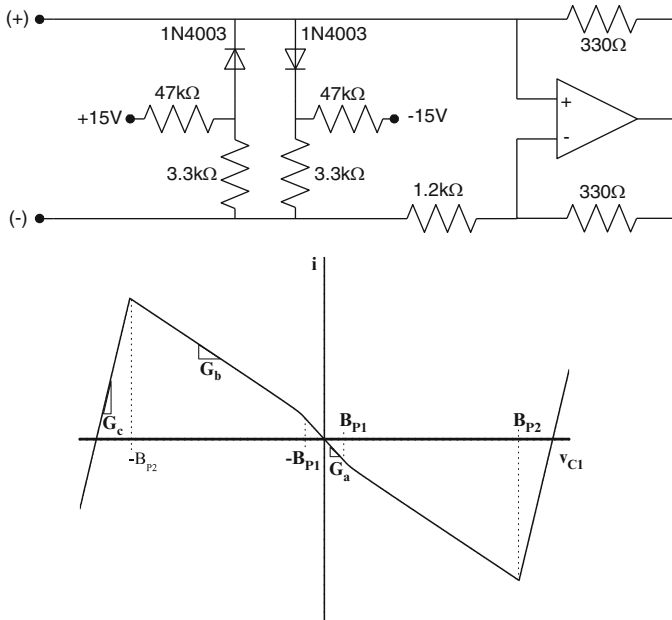 (+)
1N4003 1N4003
330Ω
47kΩ 47kΩ
+15V -15V
+
-
3.3kΩ 3.3kΩ
1.2kΩ 330Ω
(-)
i
G_b
G_c
B_P1 B_P2
-B_P2 -B_P1 G_a v_C1